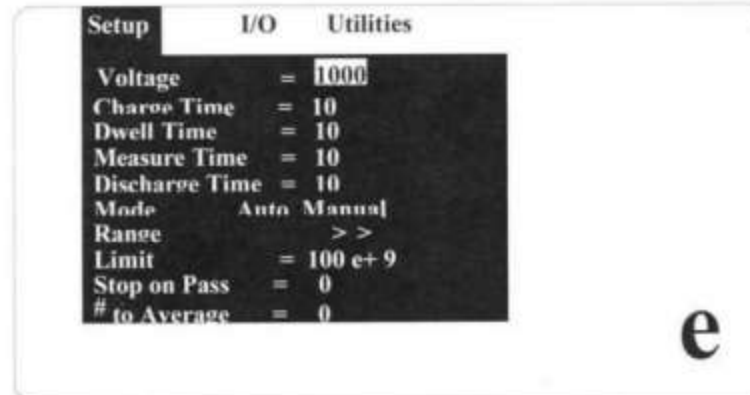 Setup I/O Utilities
Voltage = 1000
Charge Time = 10
Dwell Time = 10
Measure Time = 10
Discharge Time = 10
Mode Auto Manual
Range > >
Limit = 100 e+ 9
Stop on Pass = 0
# to Average = 0
e